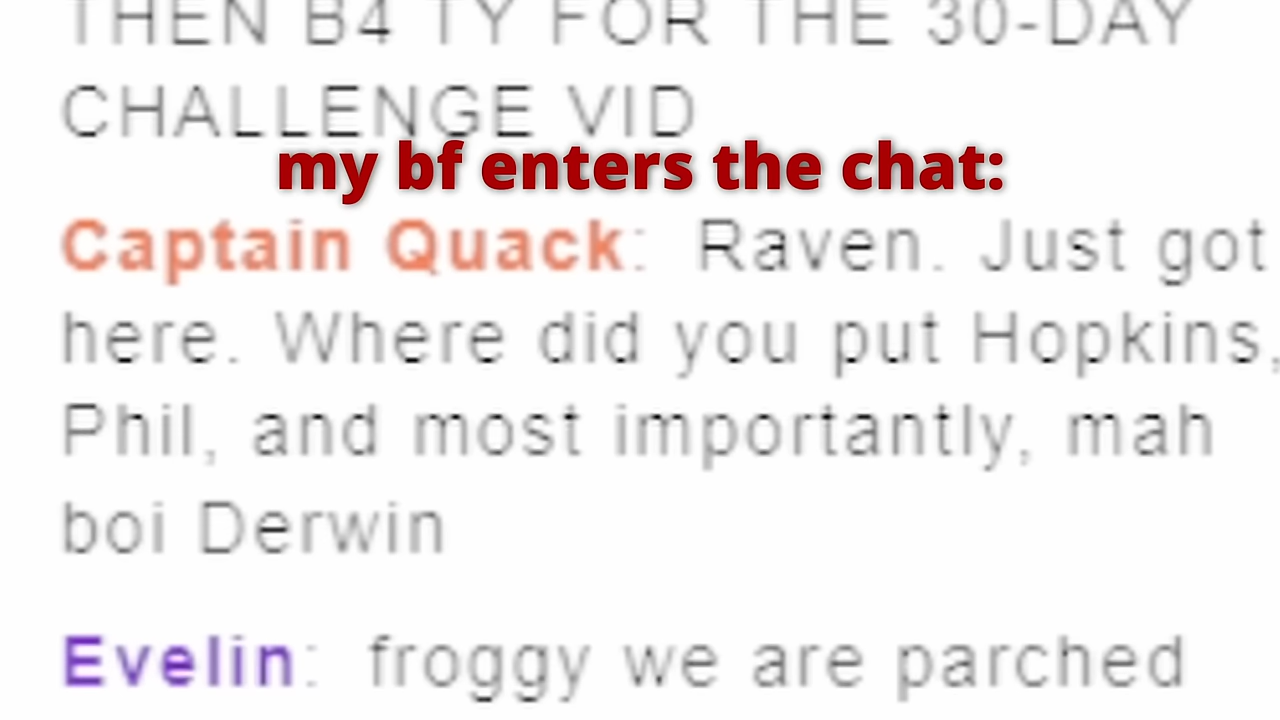 THEN B4 TY FOR THE 30-DAY
CHALLENGE VID
my bf enters the chat:
Captain Quack: Raven. Just got
here. Where did you put Hopkins,
Phil, and most importantly, mah
boi Derwin
Evelin: froggy we are parched